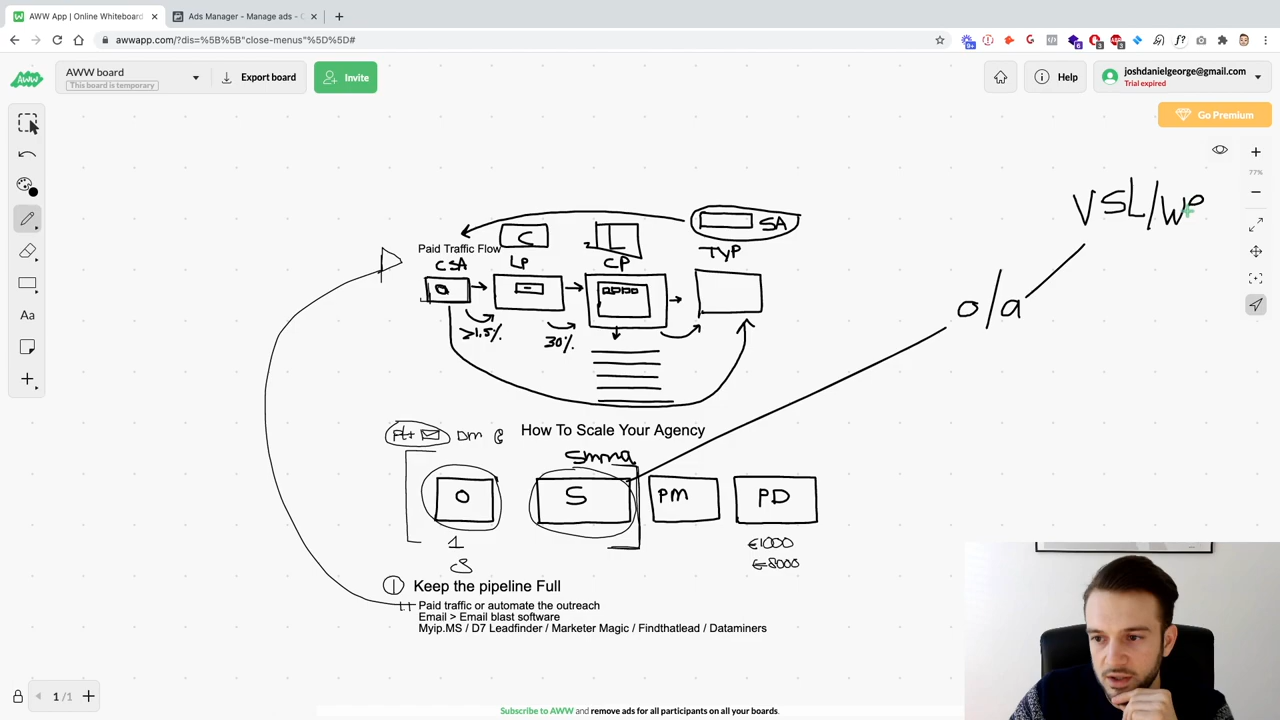 AWW App | Online Whiteboard
Ads Manager - Manage ads - C
awwapp.com/?dis=%5B%5B"close-menus"%5D%5D#
AWW
AWW board
This board is temporary
Export board
Invite
Help
joshdanielgeorge@gmail.com
Trial expired
Go Premium
77%
Aa
VSL/WP
SA
C
L
TYP
Paid Traffic Flow
CSA
LP
CP
>1.5%
30%
o/a
DM
How To Scale Your Agency
Smma
O
S
PM
PD
1
€1000
€8000
1 Keep the pipeline Full
Paid traffic or automate the outreach
Email > Email blast software
Myip.MS / D7 Leadfinder / Marketer Magic / Findthatlead / Dataminers
1 / 1
Subscribe to AWW and remove ads for all participants on all your boards.